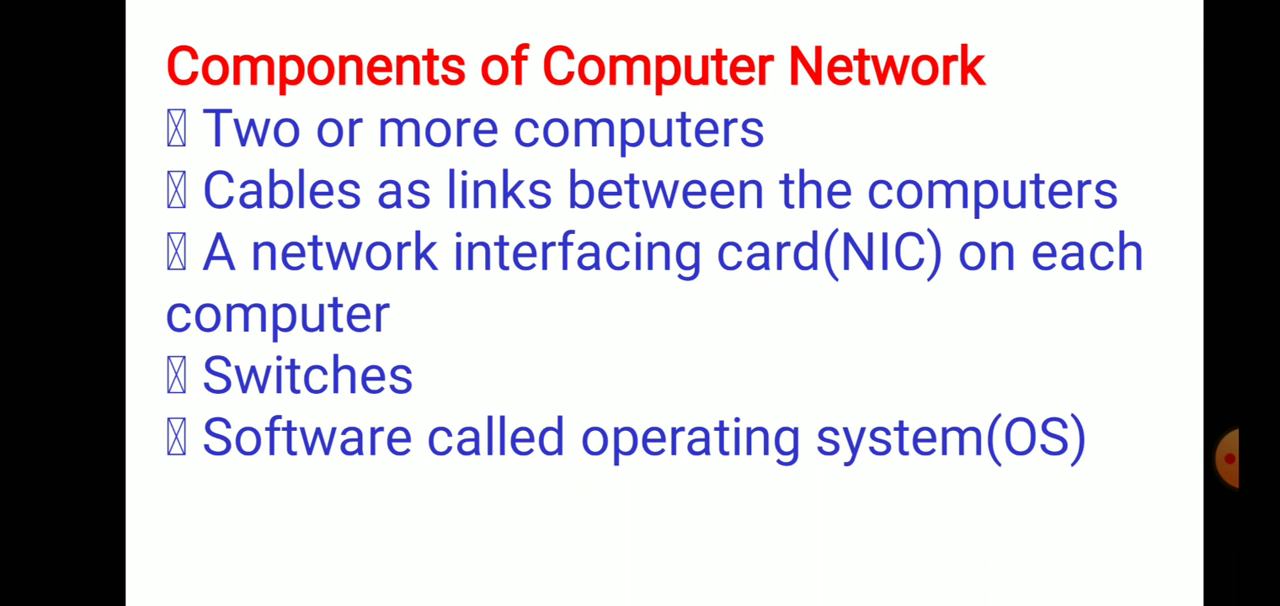 Components of Computer Network
Two or more computers
Cables as links between the computers
A network interfacing card(NIC) on each
computer
Switches
Software called operating system(OS)